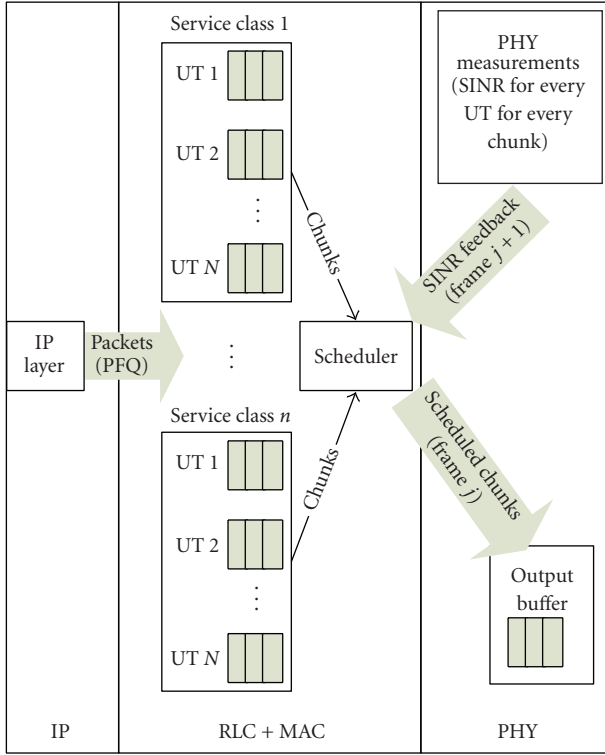 Service class 1
UT 1
UT 2
⋮
UT N
Chunks
PHY
measurements
(SINR for every
UT for every
chunk)
SINR feedback
(frame j + 1)
IP
layer
Packets
(PFQ)
⋮
Scheduler
Service class n
UT 1
UT 2
⋮
UT N
Chunks
Scheduled chunks
(frame j)
Output
buffer
IP
RLC + MAC
PHY